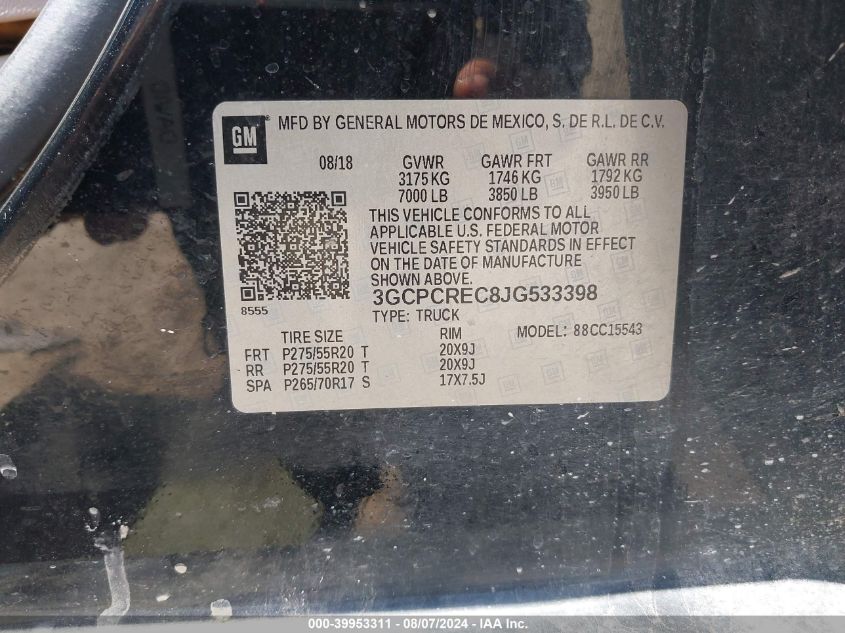 GM
MFD BY GENERAL MOTORS DE MEXICO, S, DE R.L. DE C.V.
08/18 GVWR GAWR FRT GAWR RR
3175 KG 1746 KG 1792 KG
7000 LB 3850 LB 3950 LB
THIS VEHICLE CONFORMS TO ALL
APPLICABLE U.S. FEDERAL MOTOR
VEHICLE SAFETY STANDARDS IN EFFECT
ON THE DATE OF MANUFACTURE
SHOWN ABOVE.
8555
3GCPCREC8JG533398
TYPE: TRUCK MODEL: 88CC15543
TIRE SIZE RIM
FRT P275/55R20 T 20X9J
RR P275/55R20 T 20X9J
SPA P265/70R17 S 17X7.5J
000-39953311 - 08/07/2024 - IAA Inc.